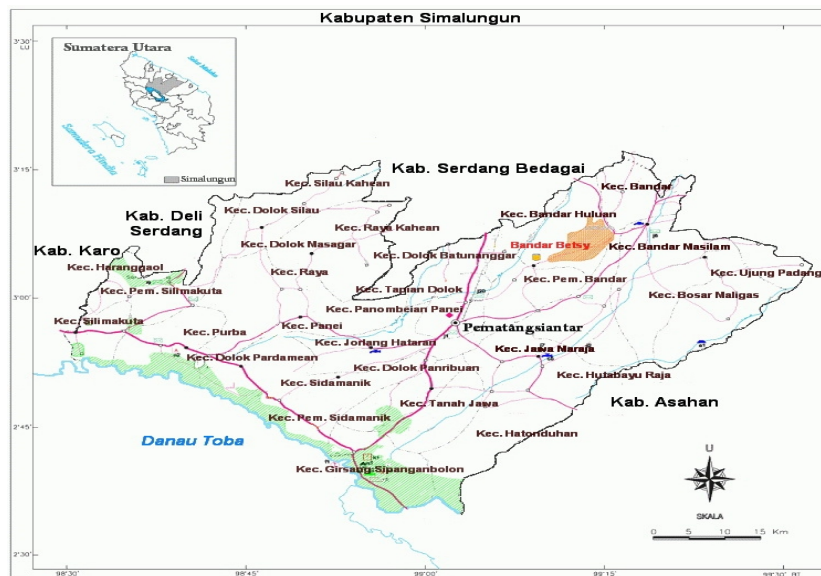 Kabupaten Simalungun
3°30'
Sumatera Utara
Selat Malaka
Samudera Hindia
Simalungun
3°15'
Kab. Serdang Bedagai
Kec. Silau Kahean
Kec. Bandar
Kab. Deli
Serdang
Kec. Dolok Silau
Kec. Bandar Huluan
Kec. Raya Kahean
Kab. Karo
Kec. Dolok Masagar
Bandar Betsy
Kec. Bandar Masilam
Kec. Dolok Batunanggar
Kec. Haranggaol
Kec. Raya
Kec. Ujung Padang
Kec. Pem. Silimakuta
Kec. Tapian Dolok
Kec. Pem. Bandar
3°00'
Kec. Bosar Maligas
Kec. Panombeian Panei
Kec. Silimakuta
Kec. Purba
Kec. Panei
Pematangsiantar
Kec. Jorlang Hataran
Kec. Jawa Maraja
Kec. Dolok Pardamean
Kec. Dolok Panribuan
Kec. Hutabayu Raja
Kec. Sidamanik
Kab. Asahan
Kec. Tanah Jawa
Kec. Pem. Sidamanik
2°45'
Danau Toba
Kec. Hatonduhan
U
Kec. Girsang Sipanganbolon
SKALA
0 5 10 15 Km
2°30'
98°30' 98°45' 99°00' 99°15' 99°30'